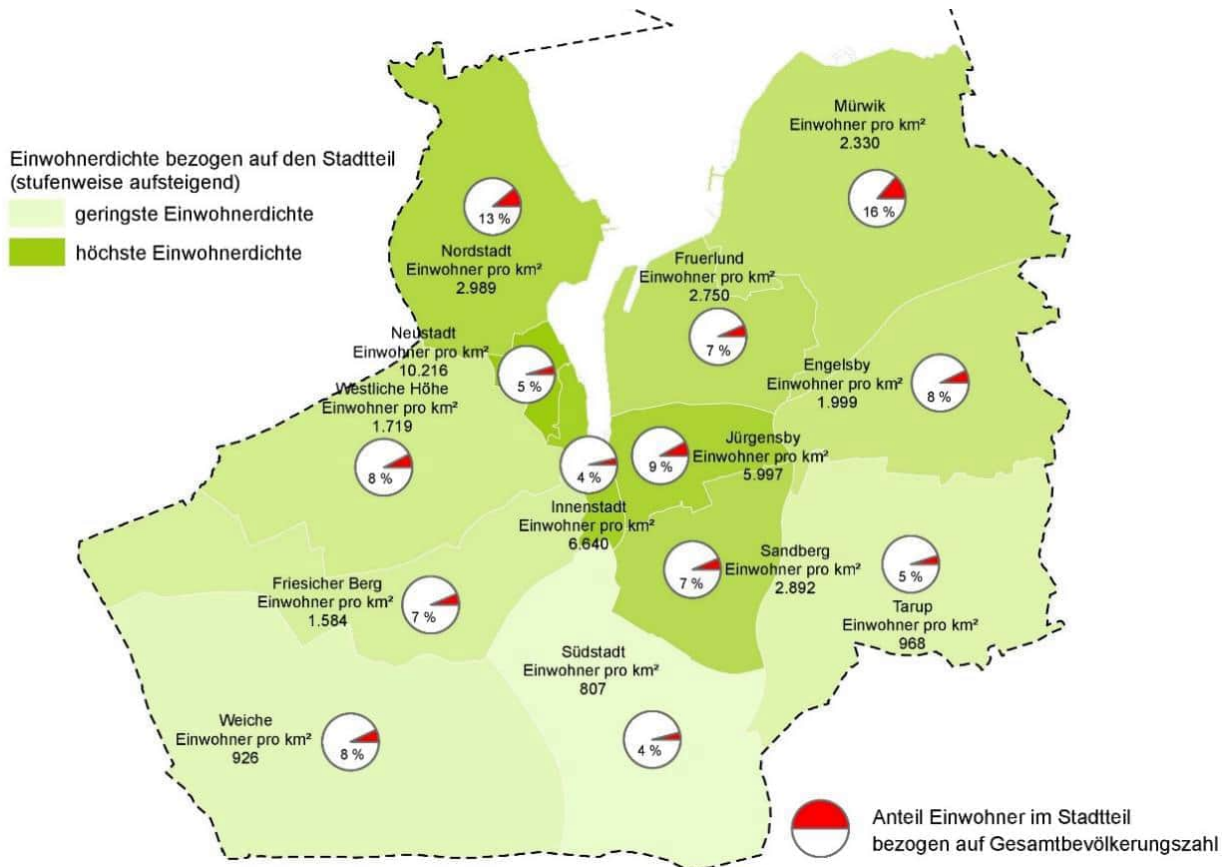 Einwohnerdichte bezogen auf den Stadtteil
(stufenweise aufsteigend)
geringste Einwohnerdichte
höchste Einwohnerdichte
Mürwik
Einwohner pro km²
2.330
16 %
13 %
Nordstadt
Einwohner pro km²
2.989
Fruerlund
Einwohner pro km²
2.750
7 %
Neustadt
Einwohner pro km²
10.216
5 %
Westliche Höhe
Einwohner pro km²
1.719
8 %
Engelsby
Einwohner pro km²
1.999
8 %
Jürgensby
Einwohner pro km²
5.997
9 %
4 %
Innenstadt
Einwohner pro km²
6.640
Sandberg
Einwohner pro km²
2.892
7 %
5 %
Tarup
Einwohner pro km²
968
Friesicher Berg
Einwohner pro km²
1.584
7 %
Südstadt
Einwohner pro km²
807
4 %
Weiche
Einwohner pro km²
926
8 %
Anteil Einwohner im Stadtteil
bezogen auf Gesamtbevölkerungszahl